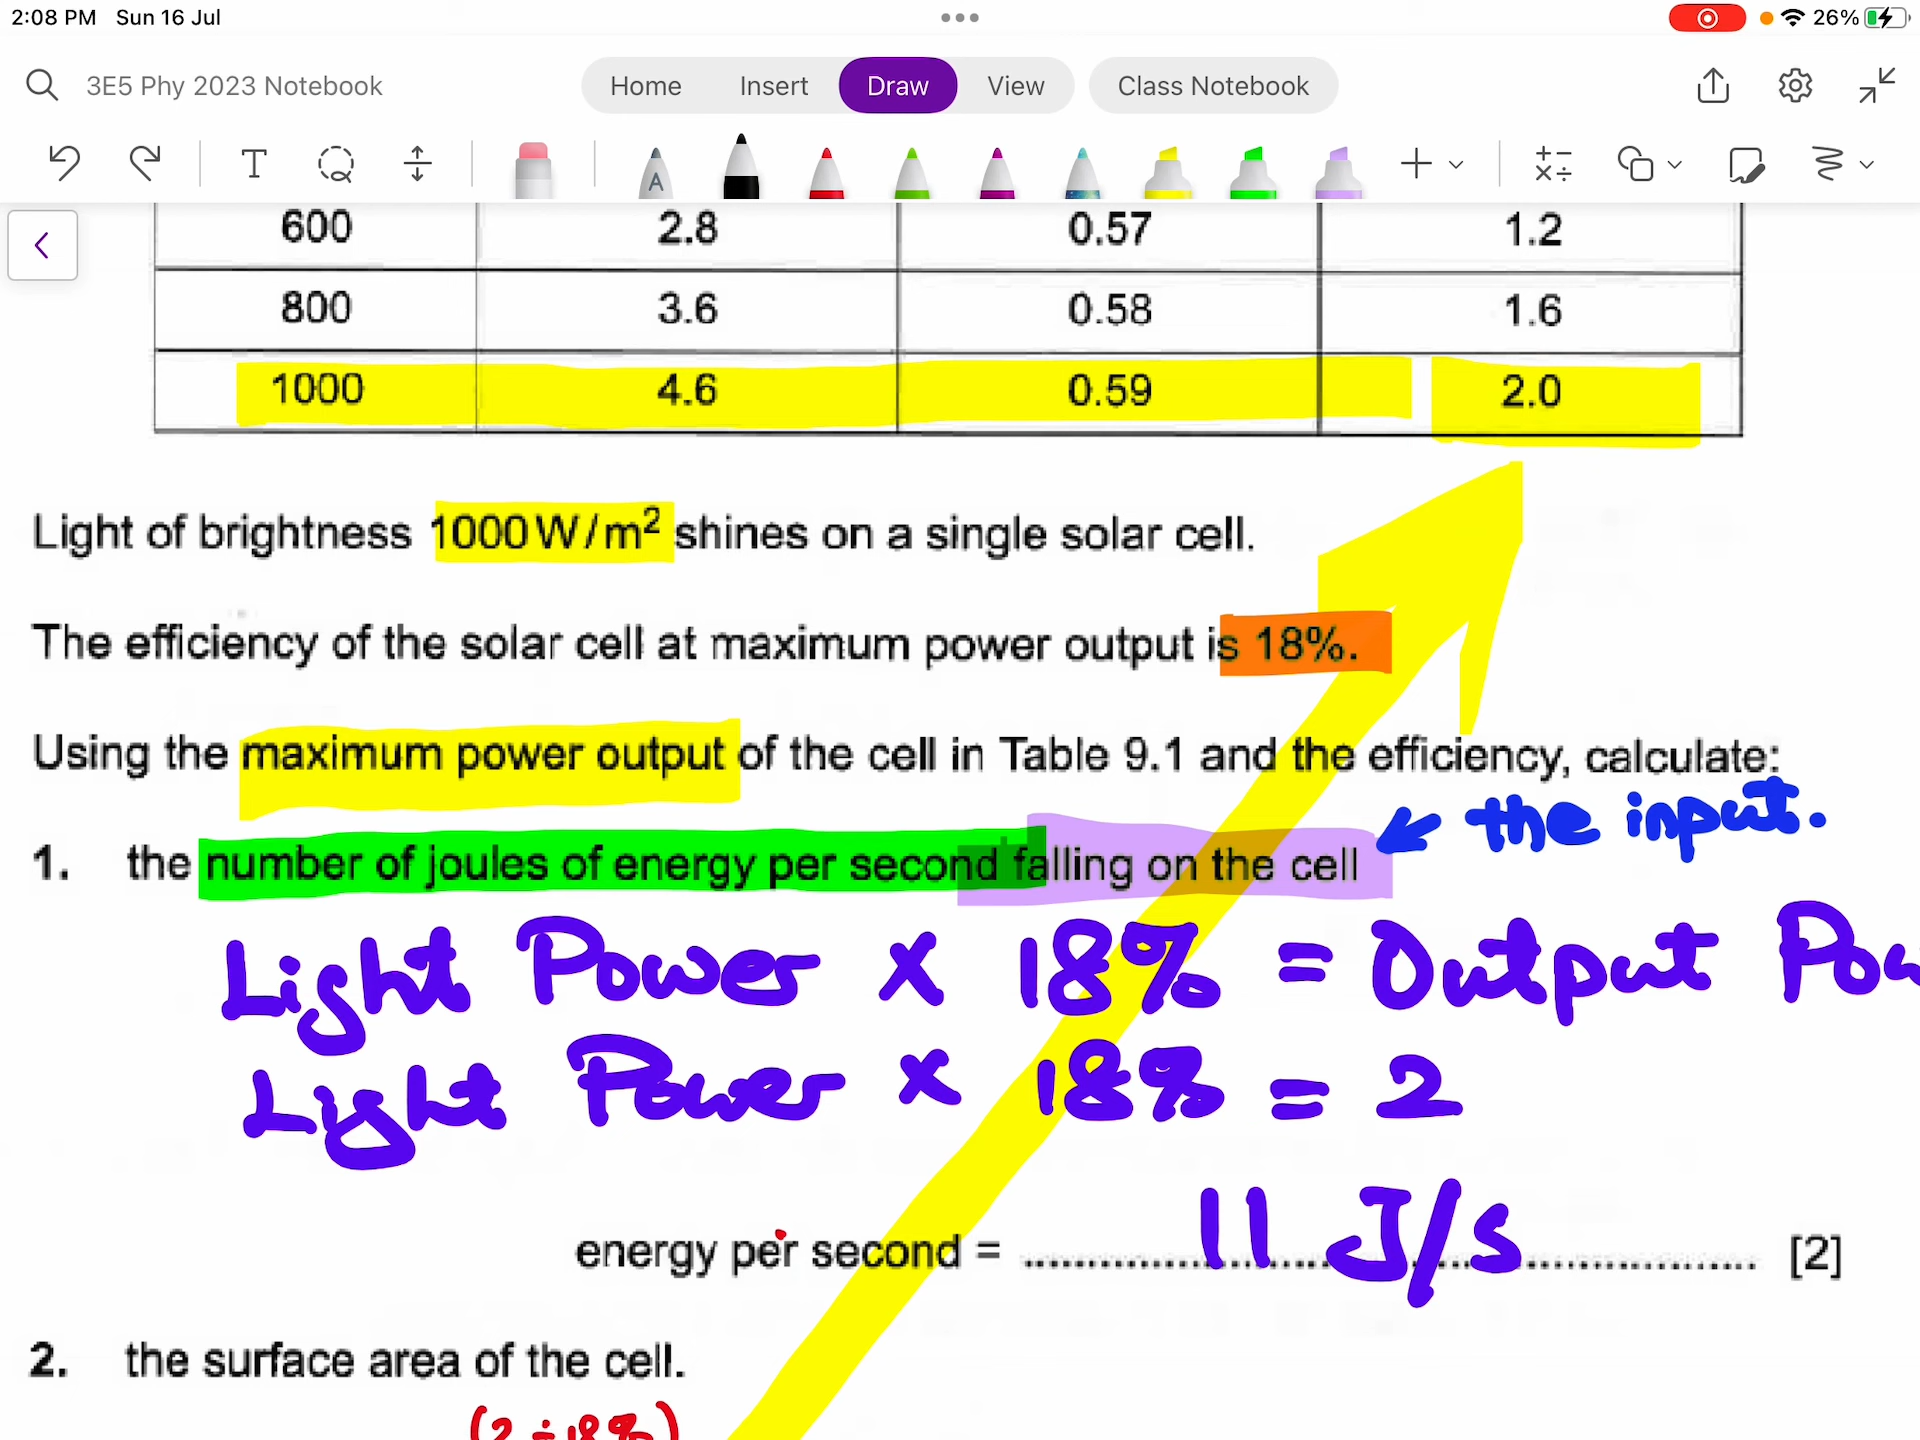 2:08 PM Sun 16 Jul 26%
3E5 Phy 2023 Notebook Home Insert Draw View Class Notebook
T A
600 2.8 0.57 1.2
800 3.6 0.58 1.6
1000 4.6 0.59 2.0
Light of brightness 1000 W/m² shines on a single solar cell.
The efficiency of the solar cell at maximum power output is 18%.
Using the maximum power output of the cell in Table 9.1 and the efficiency, calculate:
the input.
1. the number of joules of energy per second falling on the cell
Light Power × 18% = Output Pow
Light Power × 18% = 2
energy per second = 11 J/s [2]
2. the surface area of the cell.
(2 ÷ 18%)